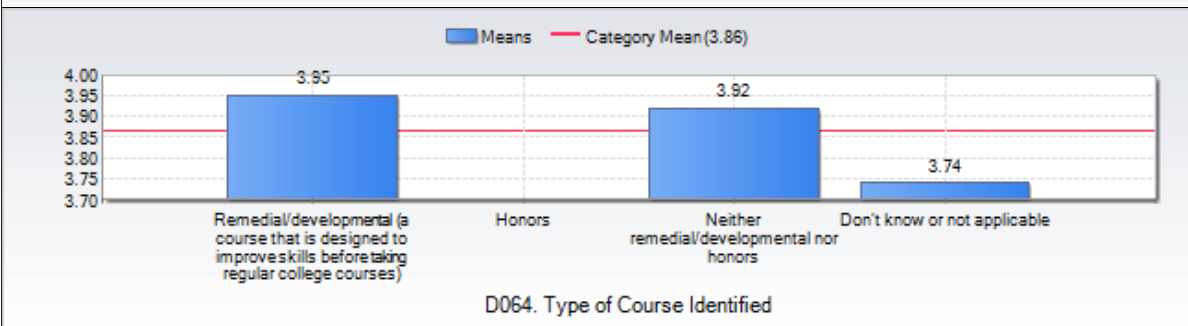 Means Category Mean (3.86)
4.00
3.95
3.90
3.85
3.80
3.75
3.70
3.95
3.92
3.74
Remedial/developmental (a
course that is designed to
improve skills before taking
regular college courses)
Honors
Neither
remedial/developmental nor
honors
Don't know or not applicable
D064. Type of Course Identified